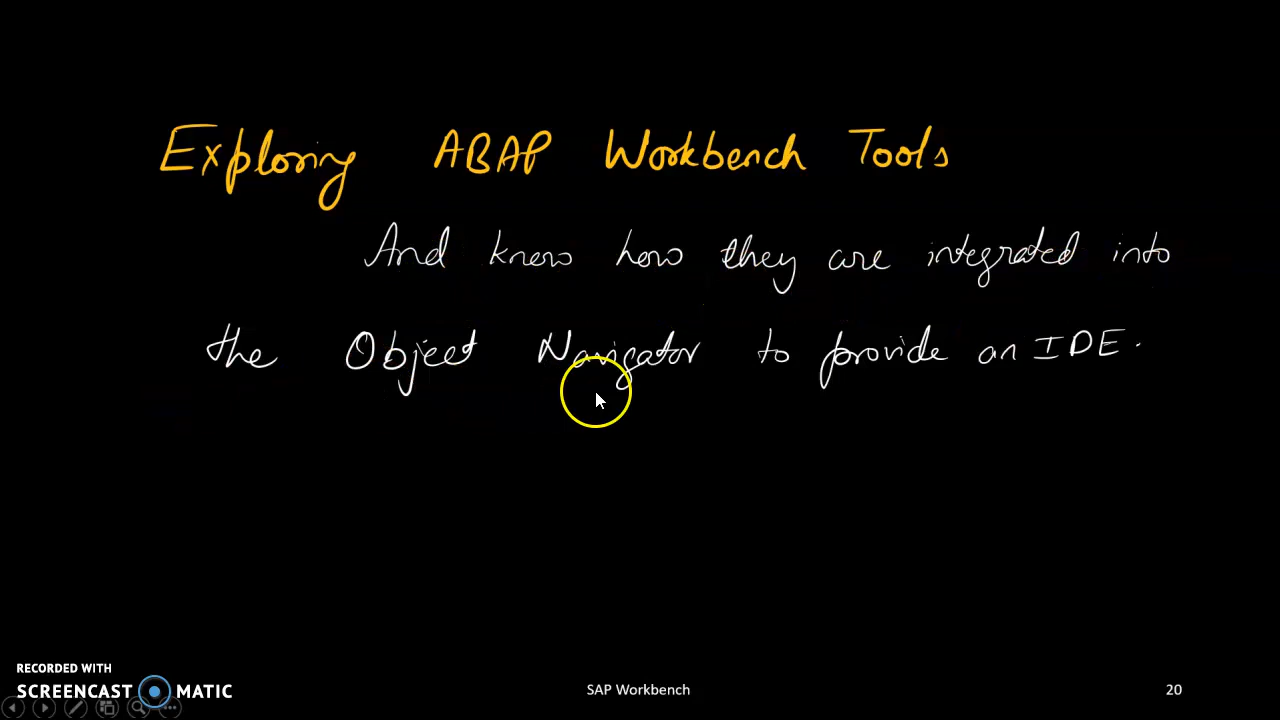 Exploring ABAP Workbench Tools
And know how they are integrated into
the Object Navigator to provide an IDE.
RECORDED WITH
SCREENCAST MATIC
SAP Workbench
20